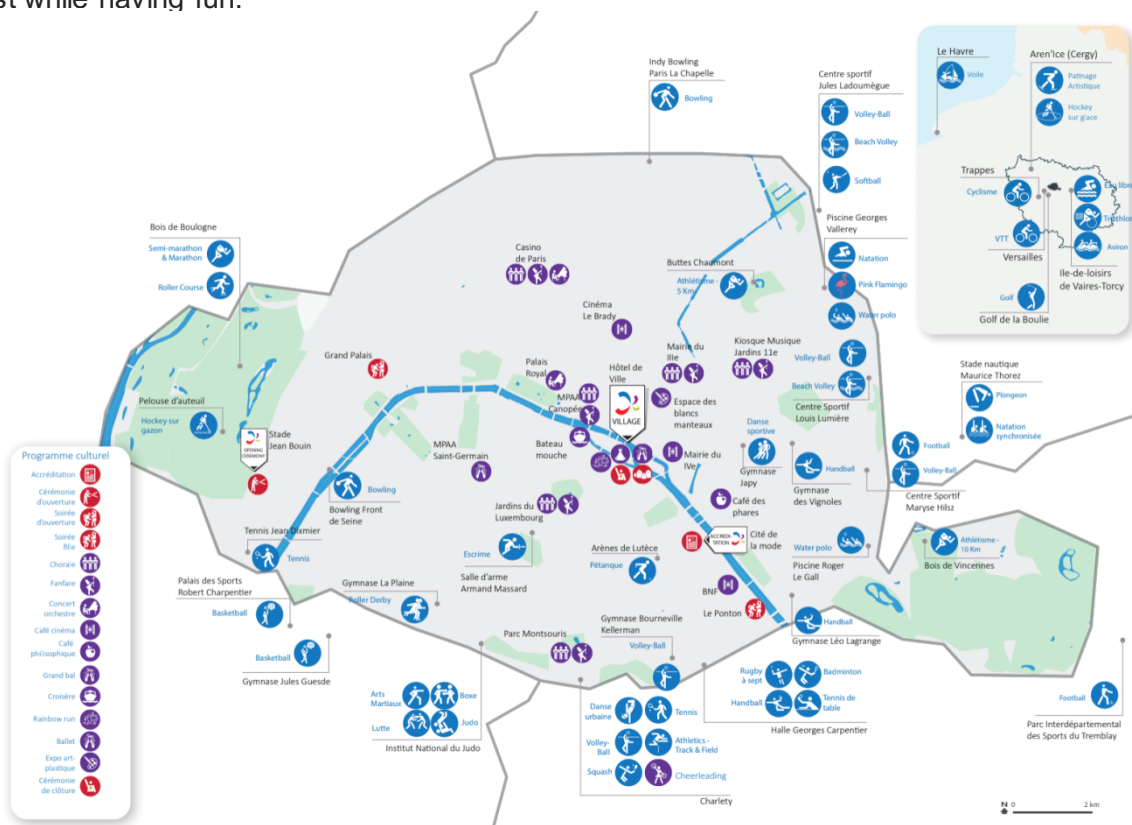 st while having fun.
Indy Bowling
Paris La Chapelle
Bowling
Centre sportif
Jules Ladoumègue
Volley-Ball
Beach Volley
Softball
Le Havre
Voile
Aren'Ice (Cergy)
Patinage
Artistique
Hockey
sur glace
Trappes
Cyclisme
VTT
Versailles
Eau libre
Triathlon
Aviron
Ile-de-loisirs
de Vaires-Torcy
Golf
Golf de la Boulie
Bois de Boulogne
Semi-marathon
& Marathon
Roller Course
Casino
de Paris
Buttes Chaumont
Athlétisme -
5 Km
Piscine Georges
Vallerey
Natation
Pink Flamingo
Water polo
Cinéma
Le Brady
Grand Palais
Palais
Royal
Mairie du
IIIe
Kiosque Musique
Jardins 11e
Hôtel de
Ville
VILLAGE
MPAA
Canopée
Espace des
blancs
manteaux
Volley-Ball
Beach Volley
Centre Sportif
Louis Lumière
Stade nautique
Maurice Thorez
Plongeon
Natation
synchronisée
Pelouse d'auteuil
Hockey sur
gazon
OPENING
CEREMONY
Stade
Jean Bouin
MPAA
Saint-Germain
Bateau
mouche
Mairie du
IVe
Danse
sportive
Gymnase
Japy
Handball
Gymnase
des Vignoles
Football
Volley-Ball
Centre Sportif
Maryse Hilsz
Bowling
Bowling Front
de Seine
Jardins du
Luxembourg
Café des
phares
Tennis Jean Dixmier
Tennis
Escrime
Salle d'arme
Armand Massard
Arènes de Lutèce
Pétanque
ACCREDI-
TATION
Cité de
la mode
Water polo
Piscine Roger
Le Gall
Athlétisme -
10 Km
Bois de Vincennes
Palais des Sports
Robert Charpentier
Basketball
Gymnase La Plaine
Roller Derby
BNF
Le Ponton
Handball
Gymnase Léo Lagrange
Basketball
Gymnase Jules Guesde
Parc Montsouris
Gymnase Bourneville
Kellerman
Volley-Ball
Arts
Martiaux
Boxe
Lutte
Judo
Institut National du Judo
Danse
urbaine
Tennis
Volley-
Ball
Athletics -
Track & Field
Squash
Cheerleading
Charlety
Rugby
à sept
Badminton
Handball
Tennis de
table
Halle Georges Carpentier
Football
Parc Interdépartemental
des Sports du Tremblay
Programme culturel
Accréditation
Cérémonie
d'ouverture
Soirée
d'ouverture
Soirée
fille
Chorale
Fanfare
Concert
orchestre
Café cinéma
Café
philosophique
Grand bal
Croisère
Rainbow run
Ballet
Expo art-
plastique
Cérémonie
de clôture
N 0 2 km